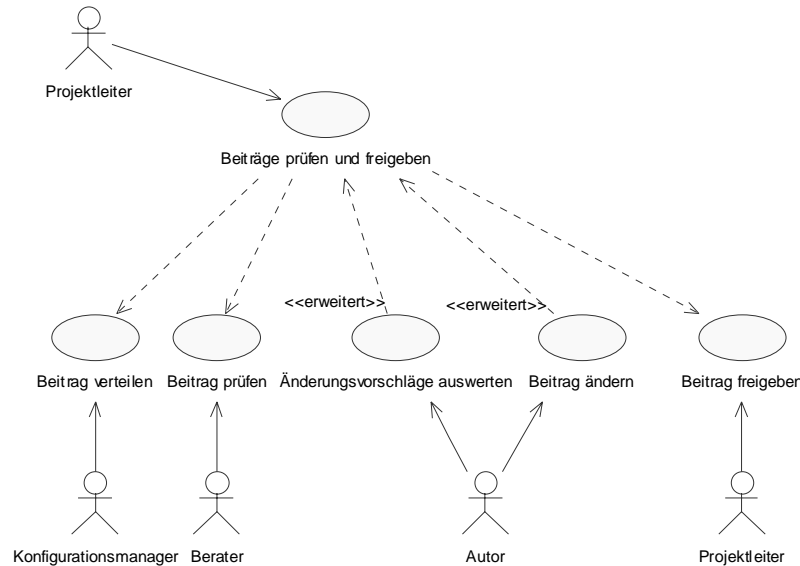 Projektleiter
Beiträge prüfen und freigeben
<<erweitert>>
<<erweitert>>
Beitrag verteilen
Beitrag prüfen
Änderungsvorschläge auswerten
Beitrag ändern
Beitrag freigeben
Konfigurationsmanager
Berater
Autor
Projektleiter